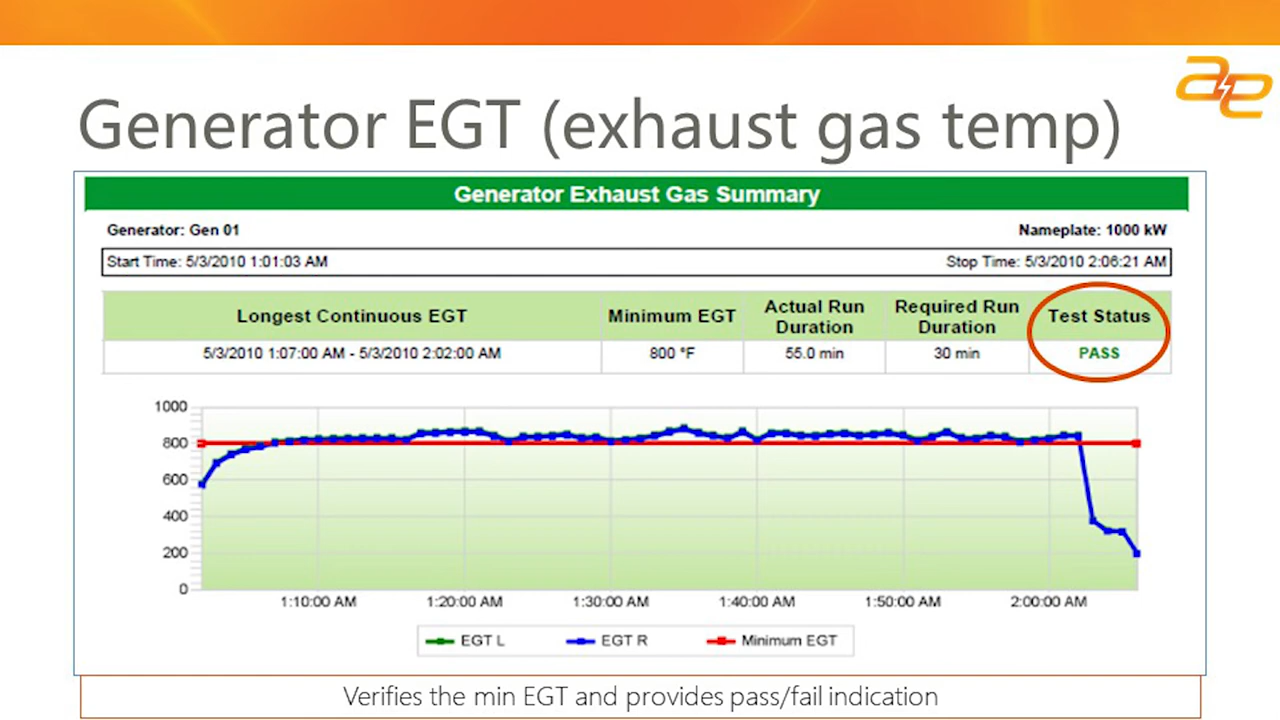 ae
Generator EGT (exhaust gas temp)
Generator Exhaust Gas Summary
Generator: Gen 01 Nameplate: 1000 kW
Start Time: 5/3/2010 1:01:03 AM Stop Time: 5/3/2010 2:06:21 AM
Longest Continuous EGT Minimum EGT Actual Run Duration Required Run Duration Test Status
5/3/2010 1:07:00 AM - 5/3/2010 2:02:00 AM 800 °F 55.0 min 30 min PASS
1000
800
600
400
200
0
1:10:00 AM 1:20:00 AM 1:30:00 AM 1:40:00 AM 1:50:00 AM 2:00:00 AM
EGT L EGT R Minimum EGT
Verifies the min EGT and provides pass/fail indication